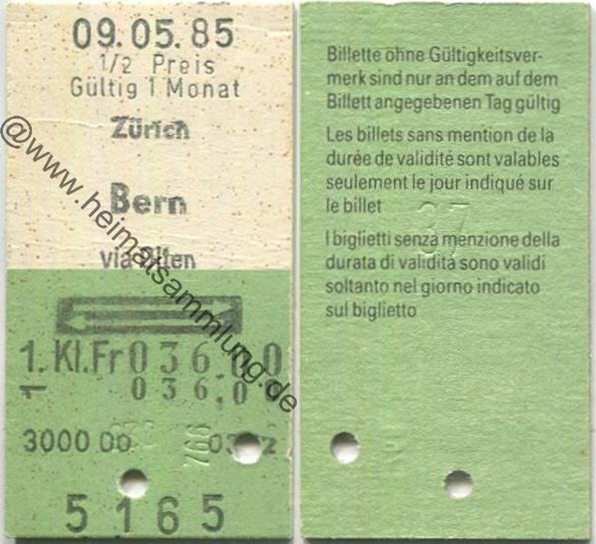 09.05.85
1/2 Preis
Gültig 1 Monat
Zürich
Bern
via Olten
1. Kl. Fr 036.00
1 036.00
3000 00
766
5165
Billette ohne Gültigkeitsver-
merk sind nur an dem auf dem
Billett angegebenen Tag gültig
Les billets sans mention de la
durée de validité sont valables
seulement le jour indiqué sur
le billet
I biglietti senza menzione della
durata di validità sono validi
soltanto nel giorno indicato
sul biglietto
@www.heimatsammlung.de